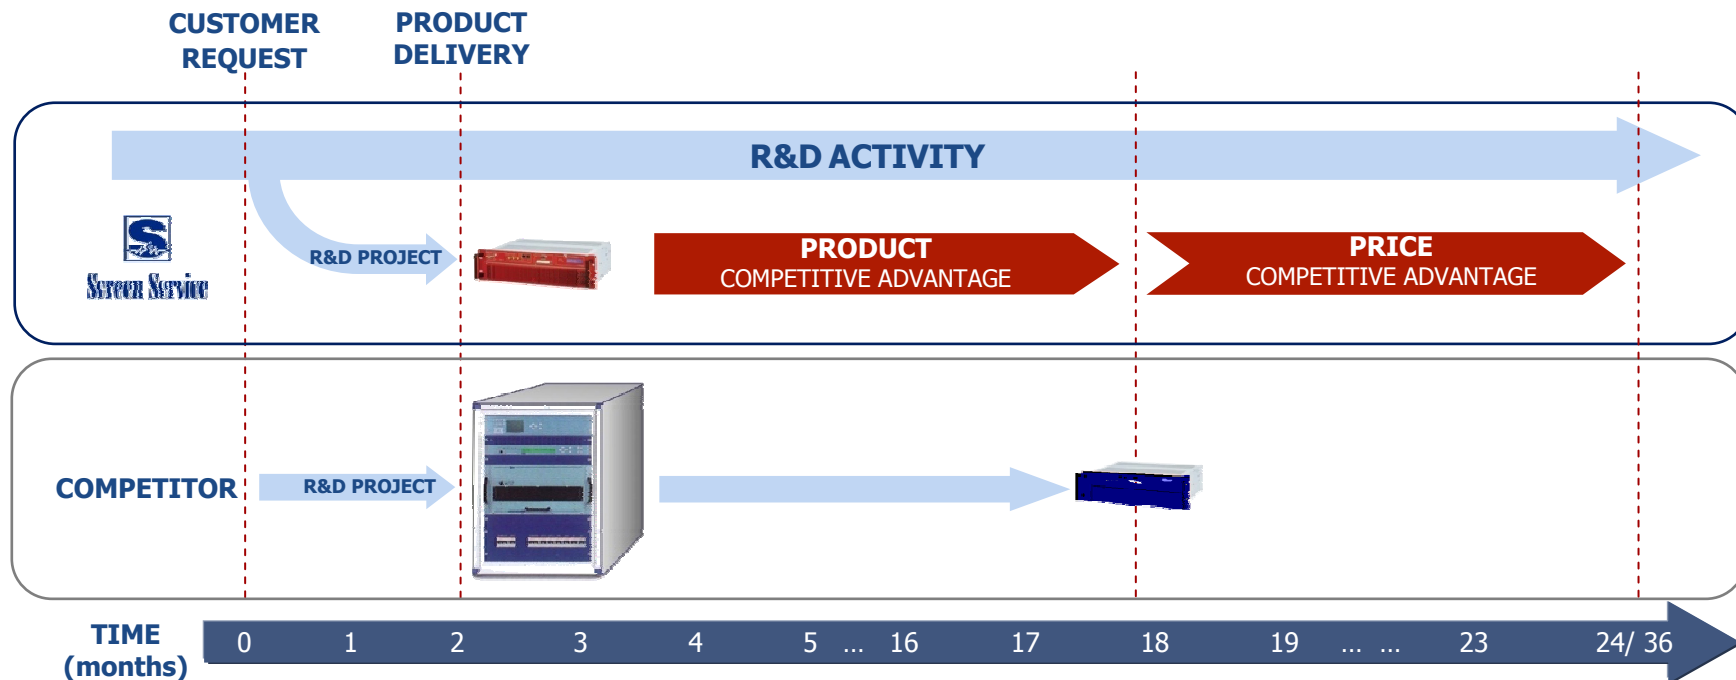 CUSTOMER
REQUEST
PRODUCT
DELIVERY
R&D ACTIVITY
Screen Service
R&D PROJECT
PRODUCT
COMPETITIVE ADVANTAGE
PRICE
COMPETITIVE ADVANTAGE
COMPETITOR
R&D PROJECT
TIME
(months)
0 1 2 3 4 5 ... 16 17 18 19 ... ... 23 24/ 36